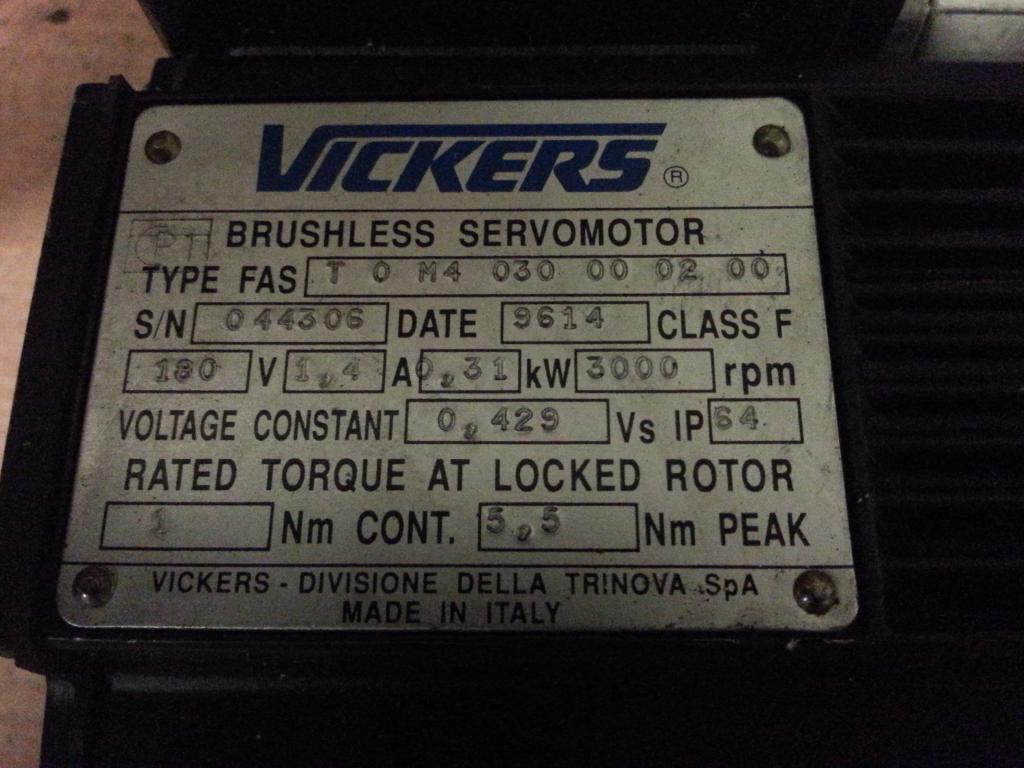 VICKERS ®
BRUSHLESS SERVOMOTOR
TYPE FAS T 0 M4 030 00 02 00
S/N 044306 DATE 9614 CLASS F
180 V 1,4 A 0,31 kW 3000 rpm
VOLTAGE CONSTANT 0,429 Vs IP 64
RATED TORQUE AT LOCKED ROTOR
1 Nm CONT. 5,5 Nm PEAK
VICKERS - DIVISIONE DELLA TRINOVA SpA
MADE IN ITALY